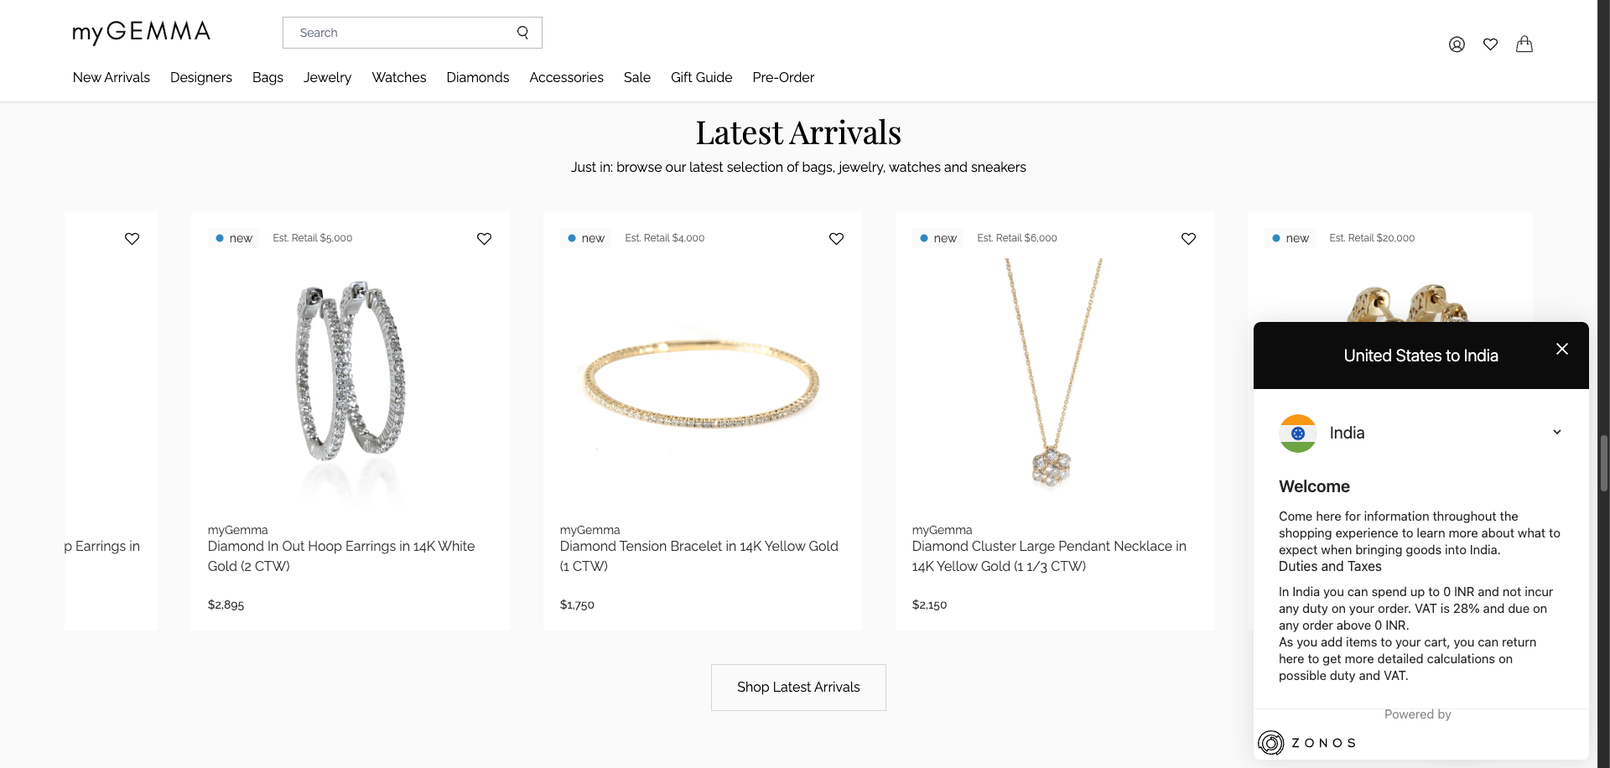 myGEMMA
Search
New Arrivals Designers Bags Jewelry Watches Diamonds Accessories Sale Gift Guide Pre-Order
Latest Arrivals
Just in: browse our latest selection of bags, jewelry, watches and sneakers
p Earrings in
new Est. Retail $5,000
myGemma
Diamond In Out Hoop Earrings in 14K White
Gold (2 CTW)
$2,895
new Est. Retail $4,000
myGemma
Diamond Tension Bracelet in 14K Yellow Gold
(1 CTW)
$1,750
new Est. Retail $6,000
myGemma
Diamond Cluster Large Pendant Necklace in
14K Yellow Gold (1 1/3 CTW)
$2,150
new Est. Retail $20,000
Shop Latest Arrivals
United States to India
India
Welcome
Come here for information throughout the
shopping experience to learn more about what to
expect when bringing goods into India.
Duties and Taxes
In India you can spend up to 0 INR and not incur
any duty on your order. VAT is 28% and due on
any order above 0 INR.
As you add items to your cart, you can return
here to get more detailed calculations on
possible duty and VAT.
Powered by
ZONOS